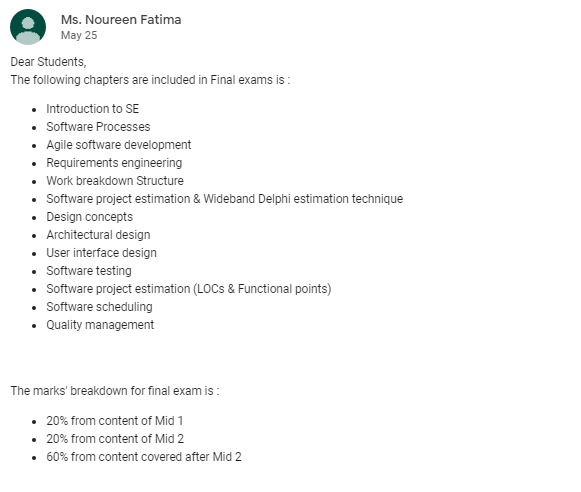 Ms. Noureen Fatima
May 25
Dear Students,
The following chapters are included in Final exams is :
• Introduction to SE
• Software Processes
• Agile software development
• Requirements engineering
• Work breakdown Structure
• Software project estimation & Wideband Delphi estimation technique
• Design concepts
• Architectural design
• User interface design
• Software testing
• Software project estimation (LOCs & Functional points)
• Software scheduling
• Quality management
The marks' breakdown for final exam is :
• 20% from content of Mid 1
• 20% from content of Mid 2
• 60% from content covered after Mid 2